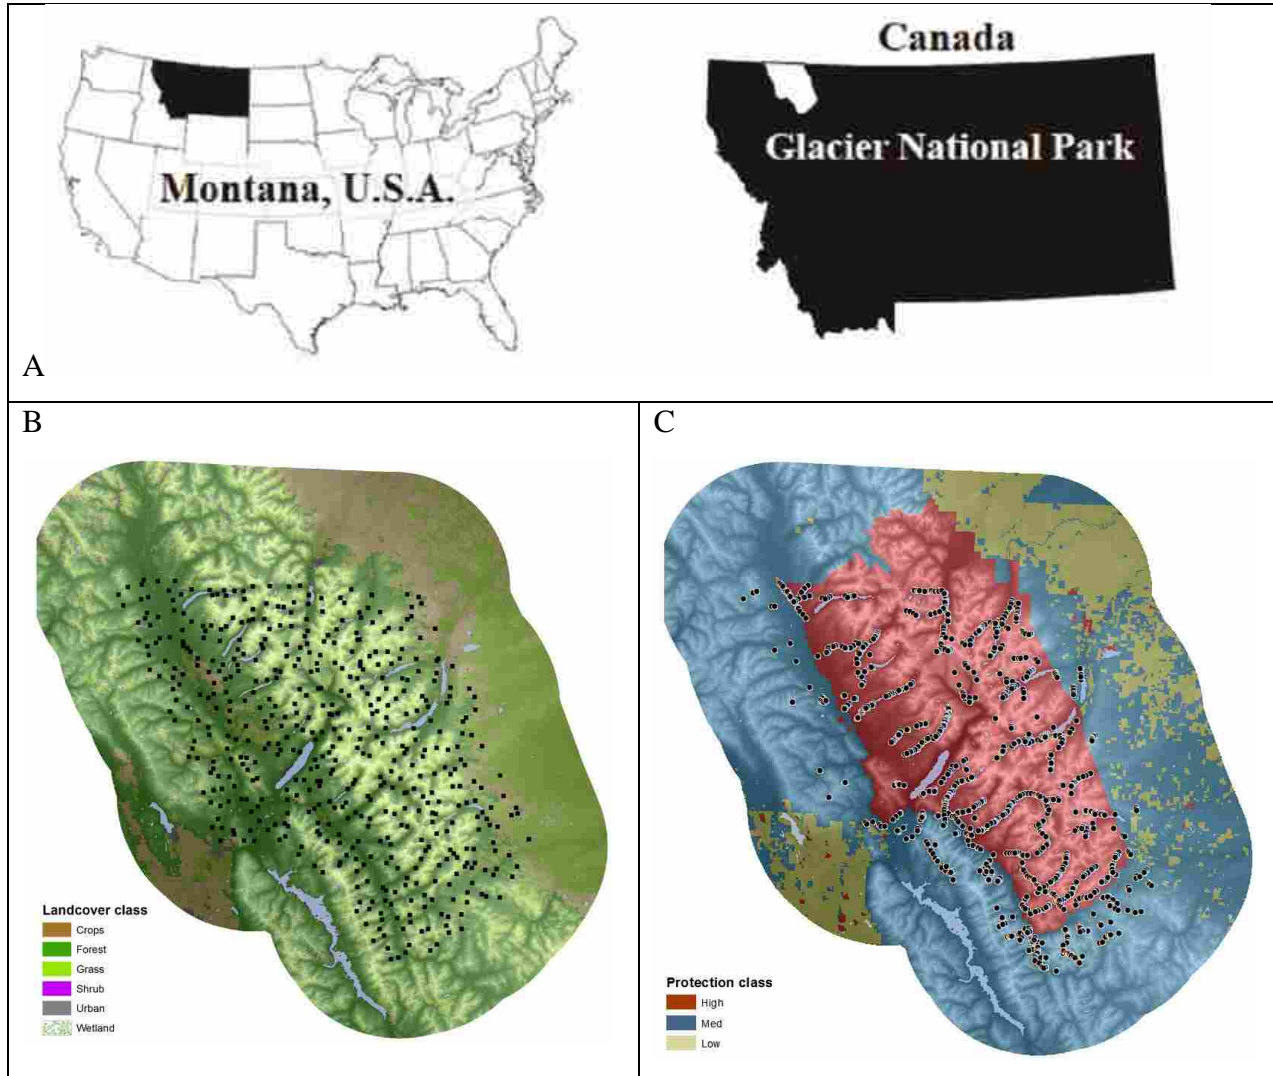 Canada
Montana, U.S.A.
Glacier National Park
A
B
Landcover class
Crops
Forest
Grass
Shrub
Urban
Wetland
C
Protection class
High
Med
Low